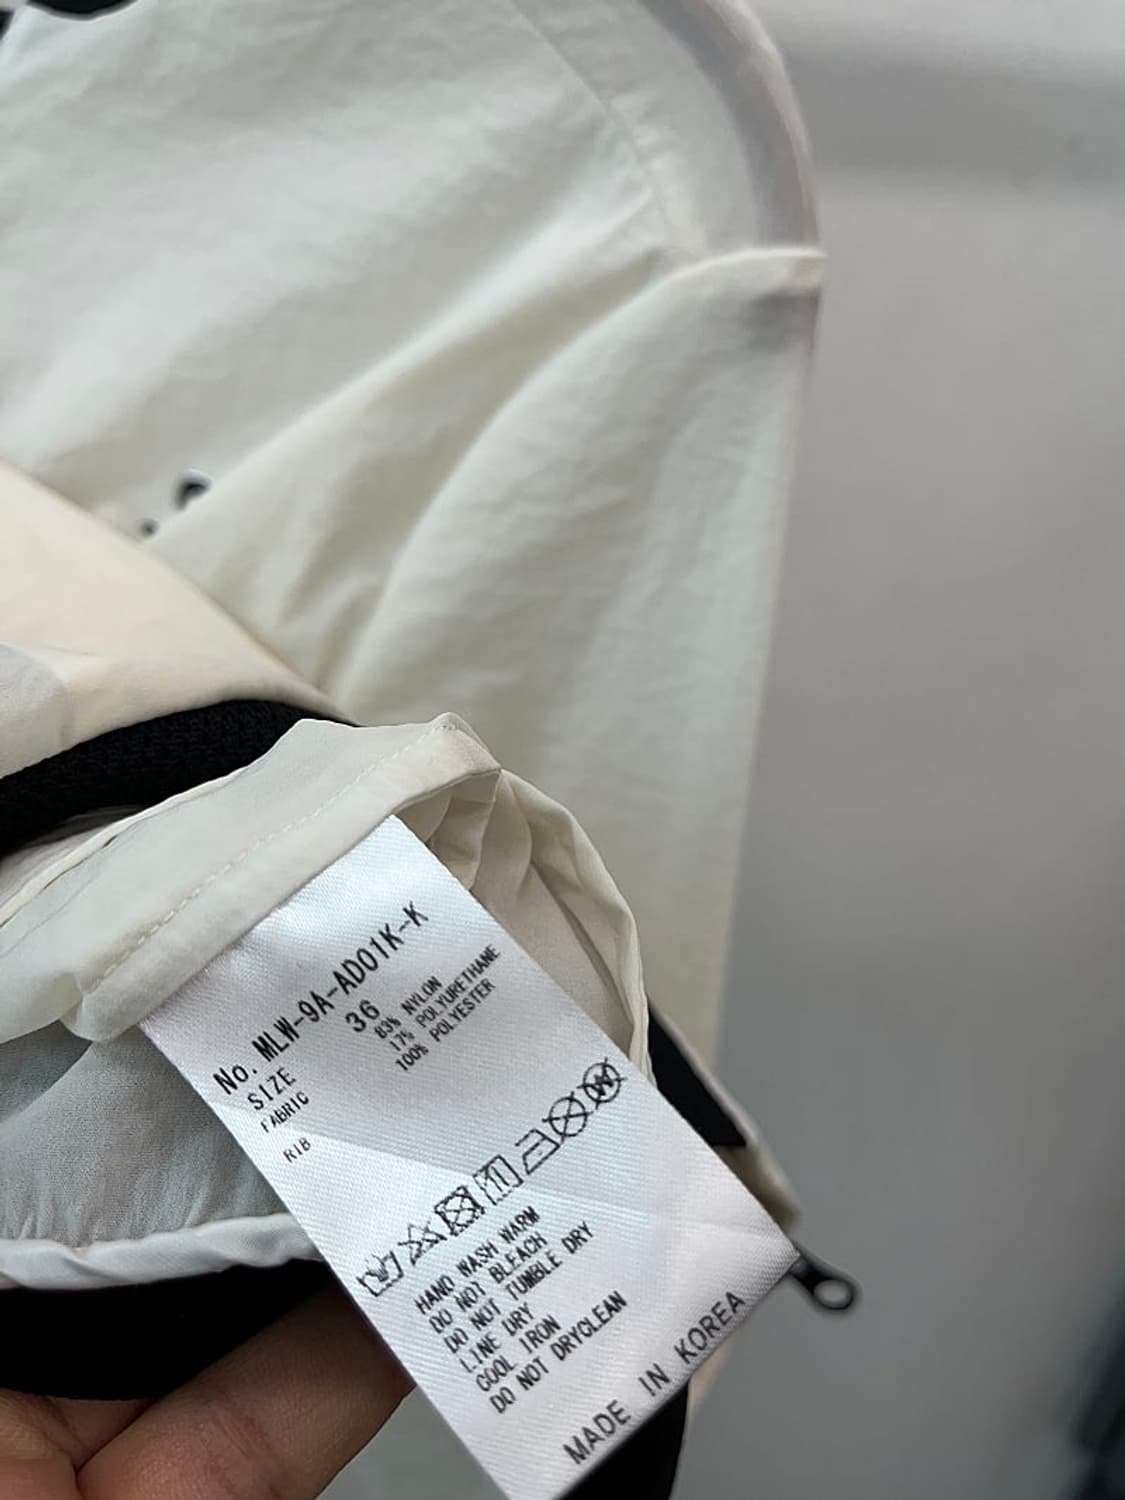 No. MLW-9A-AD01K-K
SIZE 36
FABRIC 83% NYLON
17% POLYURETHANE
RIB 100% POLYESTER
HAND WASH WARM
DO NOT BLEACH
DO NOT TUMBLE DRY
LINE DRY
COOL IRON
DO NOT DRYCLEAN
MADE IN KOREA